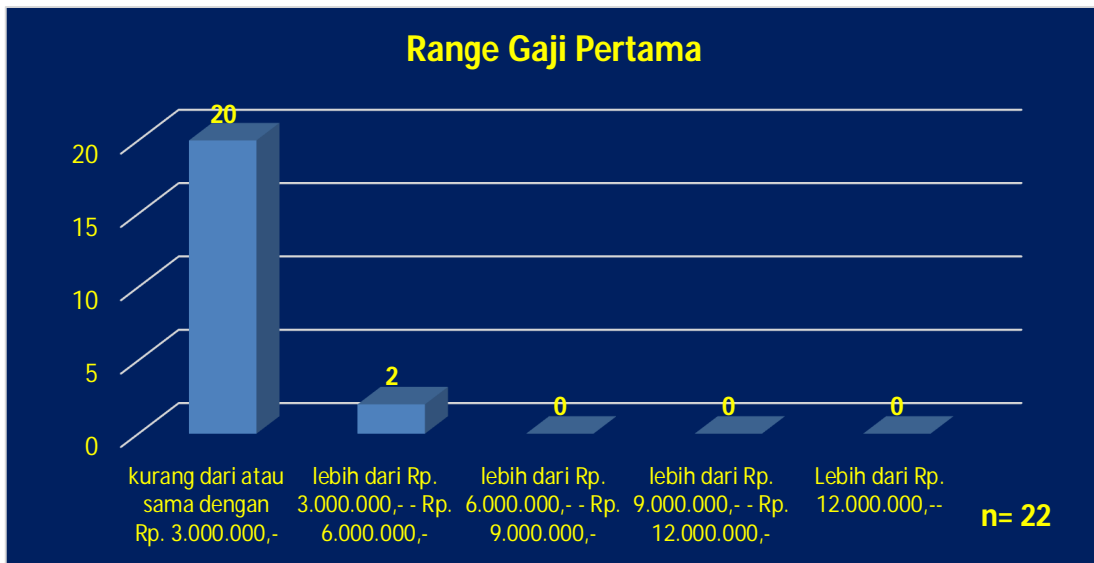 Range Gaji Pertama
20
20
15
10
5
2
0
0
0
0
kurang dari atau
sama dengan
Rp. 3.000.000,-
lebih dari Rp.
3.000.000,- - Rp.
6.000.000,-
lebih dari Rp.
6.000.000,- - Rp.
9.000.000,-
lebih dari Rp.
9.000.000,- - Rp.
12.000.000,-
Lebih dari Rp.
12.000.000,--
n= 22